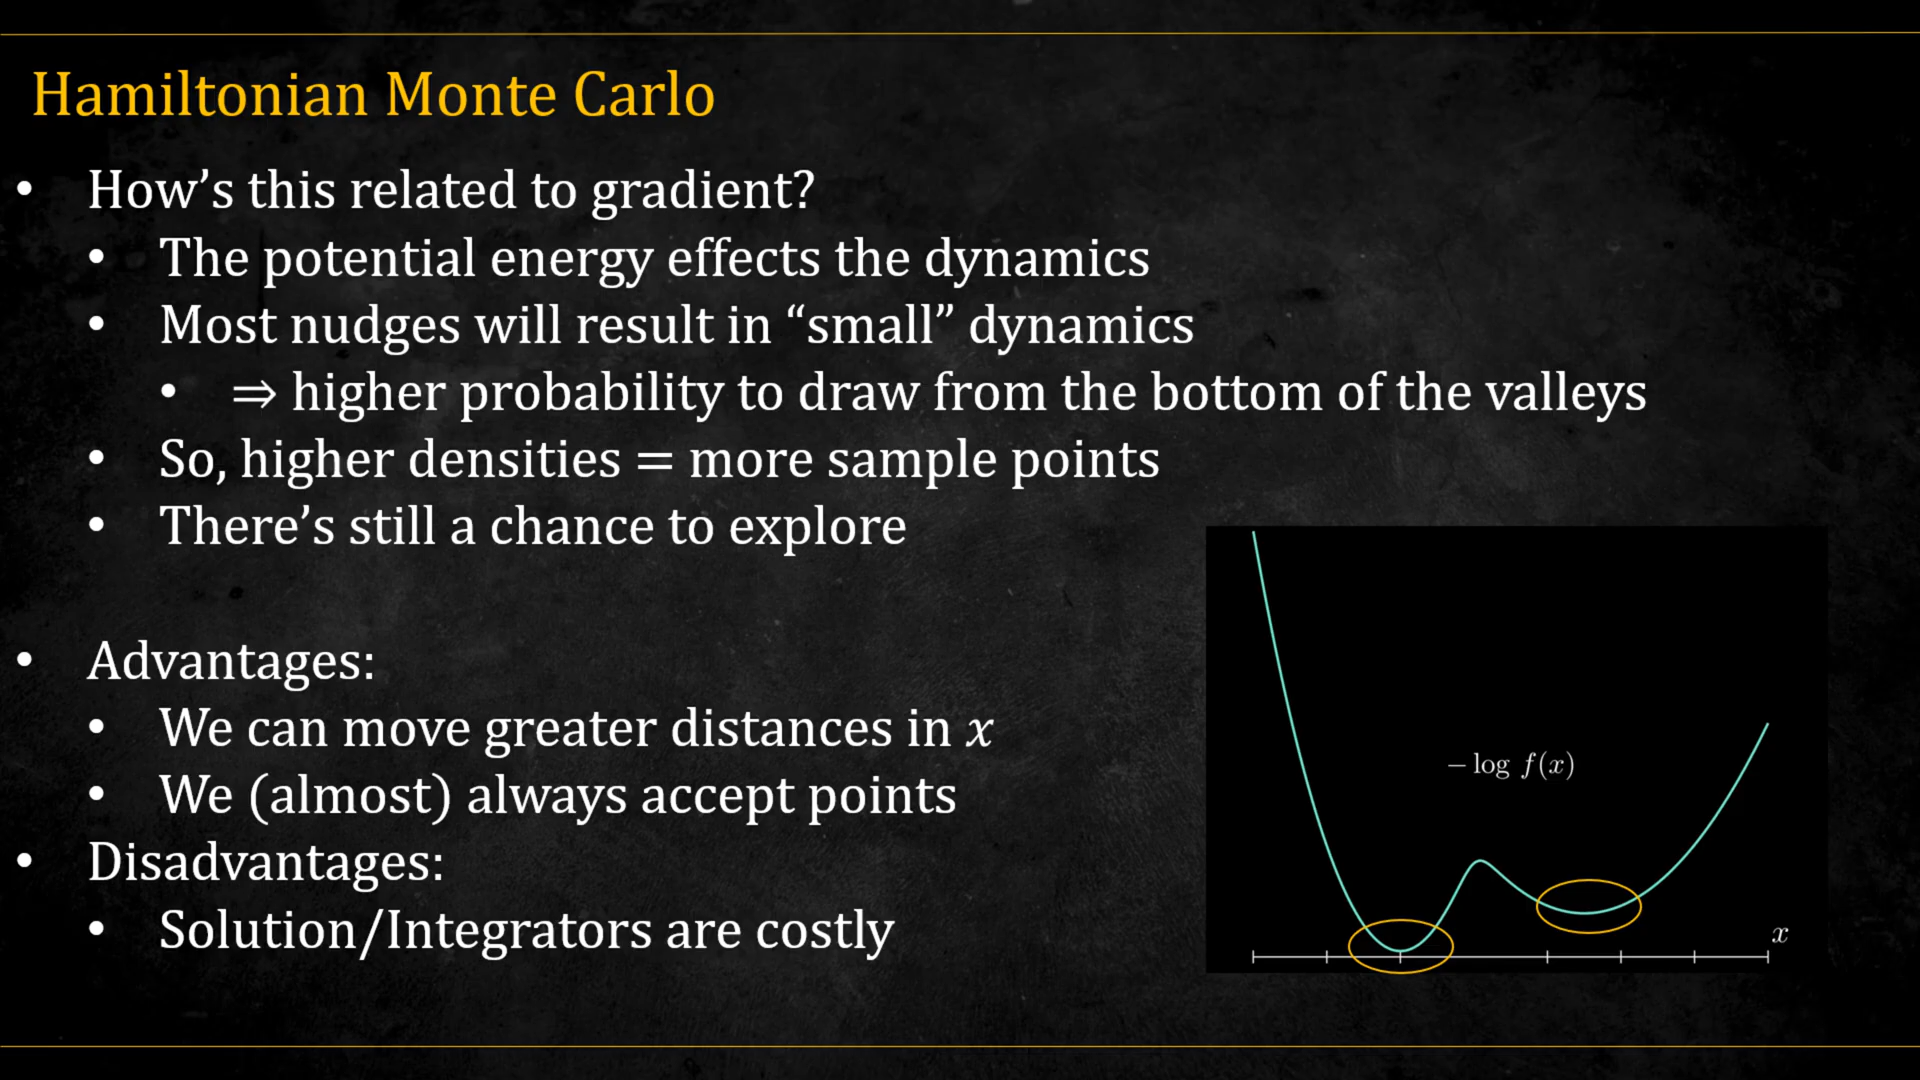 Hamiltonian Monte Carlo
• How’s this related to gradient?
• The potential energy effects the dynamics
• Most nudges will result in “small” dynamics
• ⇒ higher probability to draw from the bottom of the valleys
• So, higher densities = more sample points
• There’s still a chance to explore
• Advantages:
• We can move greater distances in x
• We (almost) always accept points
• Disadvantages:
• Solution/Integrators are costly
− log f(x)
x